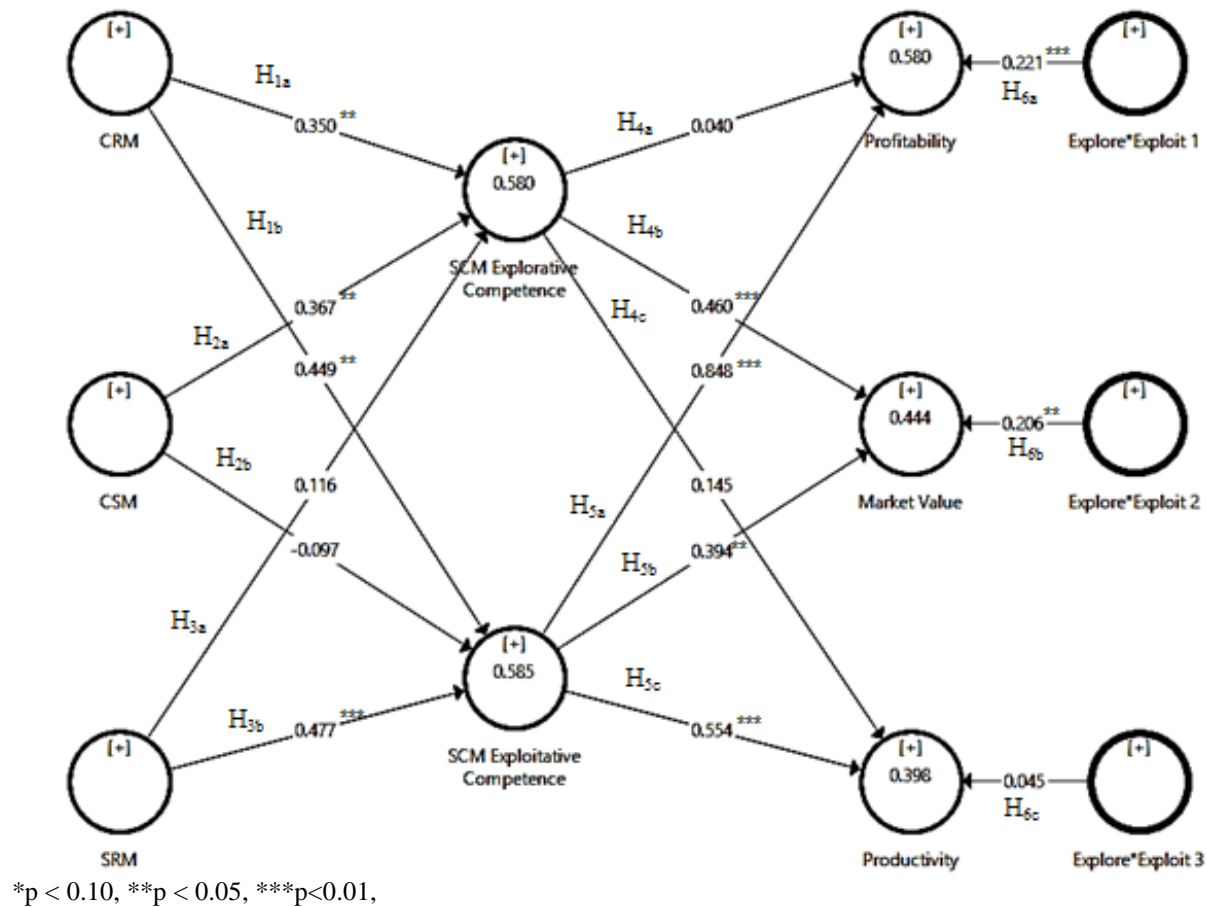 [+]
CRM
[+]
CSM
[+]
SRM
H1a
0.350 **
H1b
0.449 **
H2a
0.367 **
H2b
-0.097
H3a
0.116
H3b
0.477 ***
[+]
0.580
SCM Explorative
Competence
[+]
0.585
SCM Exploitative
Competence
H4a
0.040
H4b
0.460 ***
H4c
0.145
H5a
0.848 ***
H5b
0.394 **
H5c
0.554 ***
[+]
0.580
Profitability
[+]
0.444
Market Value
[+]
0.398
Productivity
0.221 ***
H6a
[+]
Explore*Exploit 1
0.206 **
H6b
[+]
Explore*Exploit 2
0.045
H6c
[+]
Explore*Exploit 3
*p < 0.10, **p < 0.05, ***p<0.01,